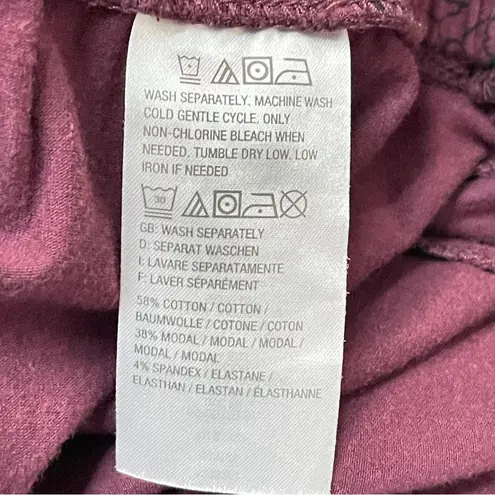 WASH SEPARATELY. MACHINE WASH
COLD GENTLE CYCLE. ONLY
NON-CHLORINE BLEACH WHEN
NEEDED. TUMBLE DRY LOW. LOW
IRON IF NEEDED
30
GB: WASH SEPARATELY
D: SEPARAT WASCHEN
I: LAVARE SEPARATAMENTE
F: LAVER SÉPARÉMENT
58% COTTON / COTTON /
BAUMWOLLE / COTONE / COTON
38% MODAL / MODAL / MODAL /
MODAL / MODAL
4% SPANDEX / ELASTANE /
ELASTHAN / ELASTAN / ÉLASTHANNE